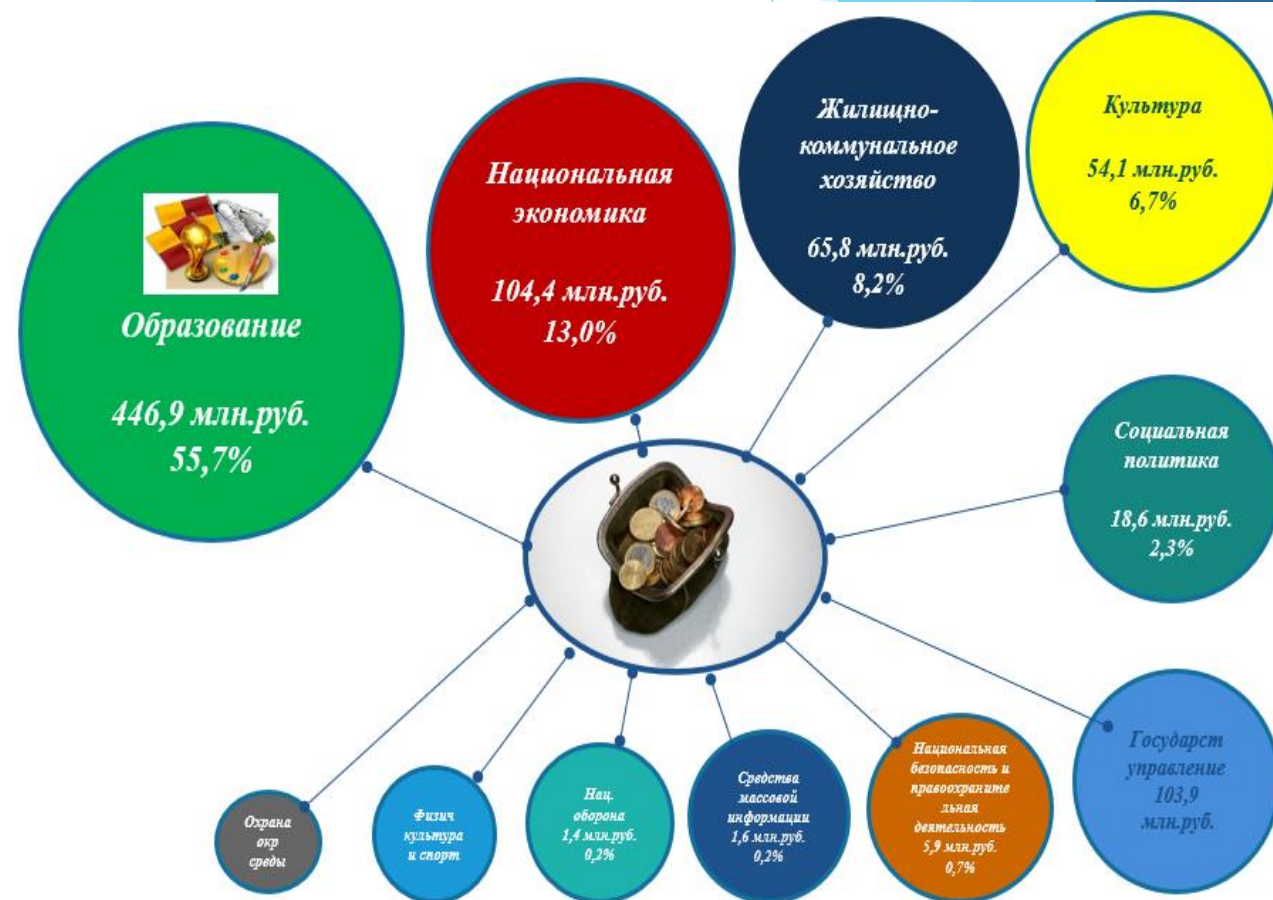 Образование
446,9 млн.руб.
55,7%
Национальная
экономика
104,4 млн.руб.
13,0%
Жилищно-
коммунальное
хозяйство
65,8 млн.руб.
8,2%
Культура
54,1 млн.руб.
6,7%
Социальная
политика
18,6 млн.руб.
2,3%
Государст
управление
103,9
млн.руб.
Национальная
безопасность и
правоохраните
льная
деятельность
5,9 млн.руб.
0,7%
Средства
массовой
информации
1,6 млн.руб.
0,2%
Нац.
оборона
1,4 млн.руб.
0,2%
Физич
культура
и спорт
Охрана
окр
среды